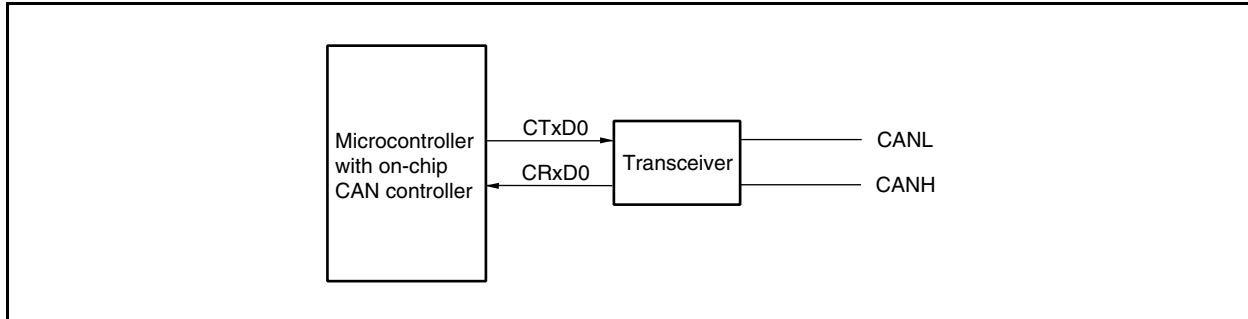 Microcontroller
with on-chip
CAN controller
CTxD0
CRxD0
Transceiver
CANL
CANH